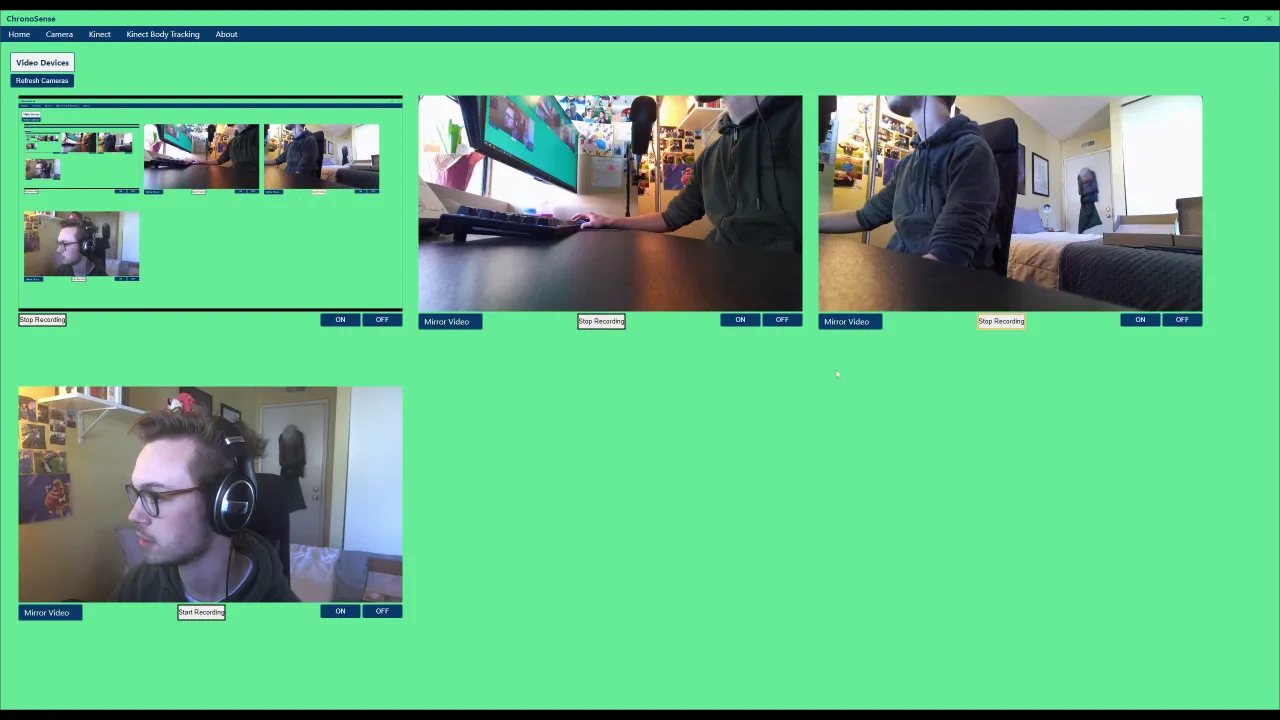 ChronoSense
Home Camera Kinect Kinect Body Tracking About
Video Devices
Refresh Cameras
Stop Recording ON OFF
Mirror Video Stop Recording ON OFF
Mirror Video Stop Recording ON OFF
Mirror Video Start Recording ON OFF